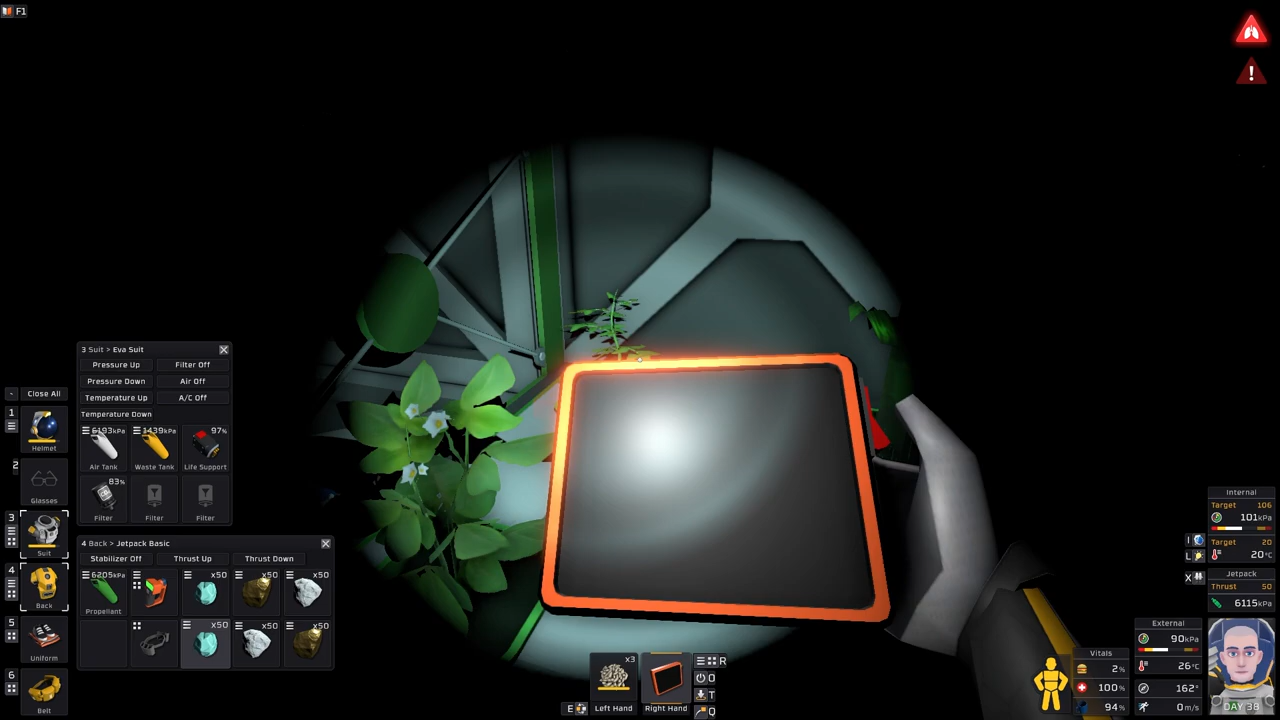 F1
3 Suit > Eva Suit
Pressure Up
Filter Off
Pressure Down
Air Off
Temperature Up
A/C Off
Temperature Down
6193kPa
Air Tank
1439kPa
Waste Tank
97%
Life Support
83%
Filter
Filter
Filter
- Close All
1
Helmet
2
Glasses
3
Suit
4
Back
5
Uniform
6
Belt
4 Back > Jetpack Basic
Stabilizer Off
Thrust Up
Thrust Down
6205kPa
Propellant
x50
x50
x50
x50
x50
x50
x3
E
Left Hand
Right Hand
R
O
T
Q
Internal
Target 106
101kPa
Target 20
20°C
I
L
X
Jetpack
Thrust 50
6115kPa
External
90kPa
26°C
162°
0m/s
Vitals
2%
100%
94%
DAY 38